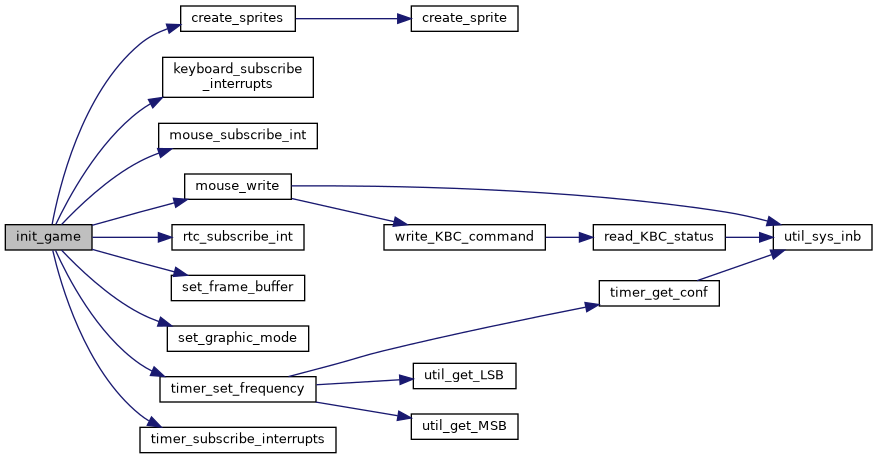 create_sprites
create_sprite
keyboard_subscribe
_interrupts
mouse_subscribe_int
mouse_write
init_game
rtc_subscribe_int
write_KBC_command
read_KBC_status
util_sys_inb
set_frame_buffer
timer_get_conf
set_graphic_mode
timer_set_frequency
util_get_LSB
util_get_MSB
timer_subscribe_interrupts